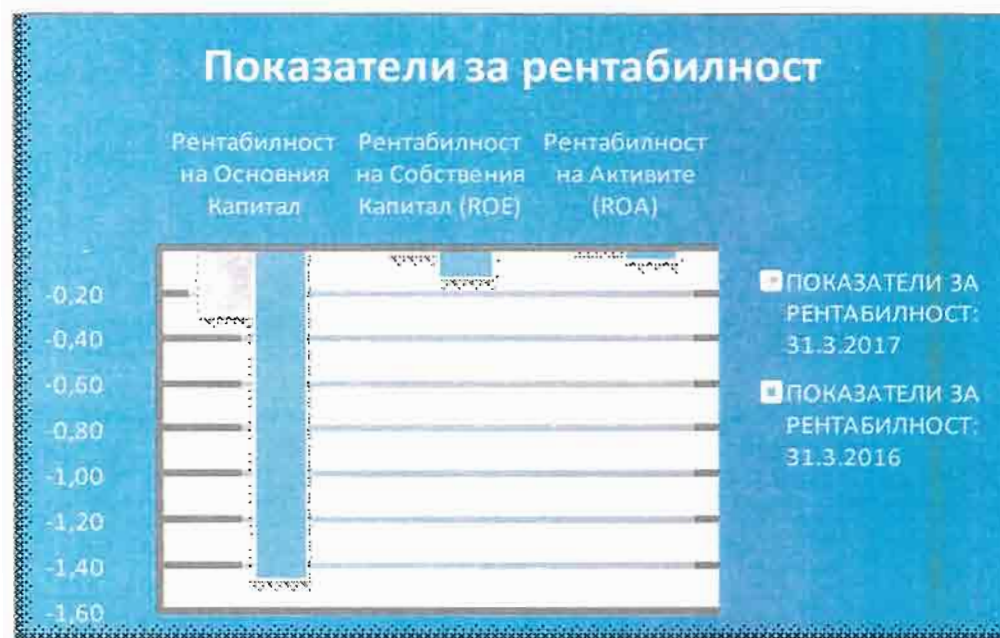 Показатели за рентабилност
Рентабилност
на Основния
Капитал
Рентабилност
на Собствения
Капитал (ROE)
Рентабилност
на Активите
(ROA)
-
-0,20
-0,40
-0,60
-0,80
-1,00
-1,20
-1,40
-1,60
ПОКАЗАТЕЛИ ЗА
РЕНТАБИЛНОСТ:
31.3.2017
ПОКАЗАТЕЛИ ЗА
РЕНТАБИЛНОСТ:
31.3.2016